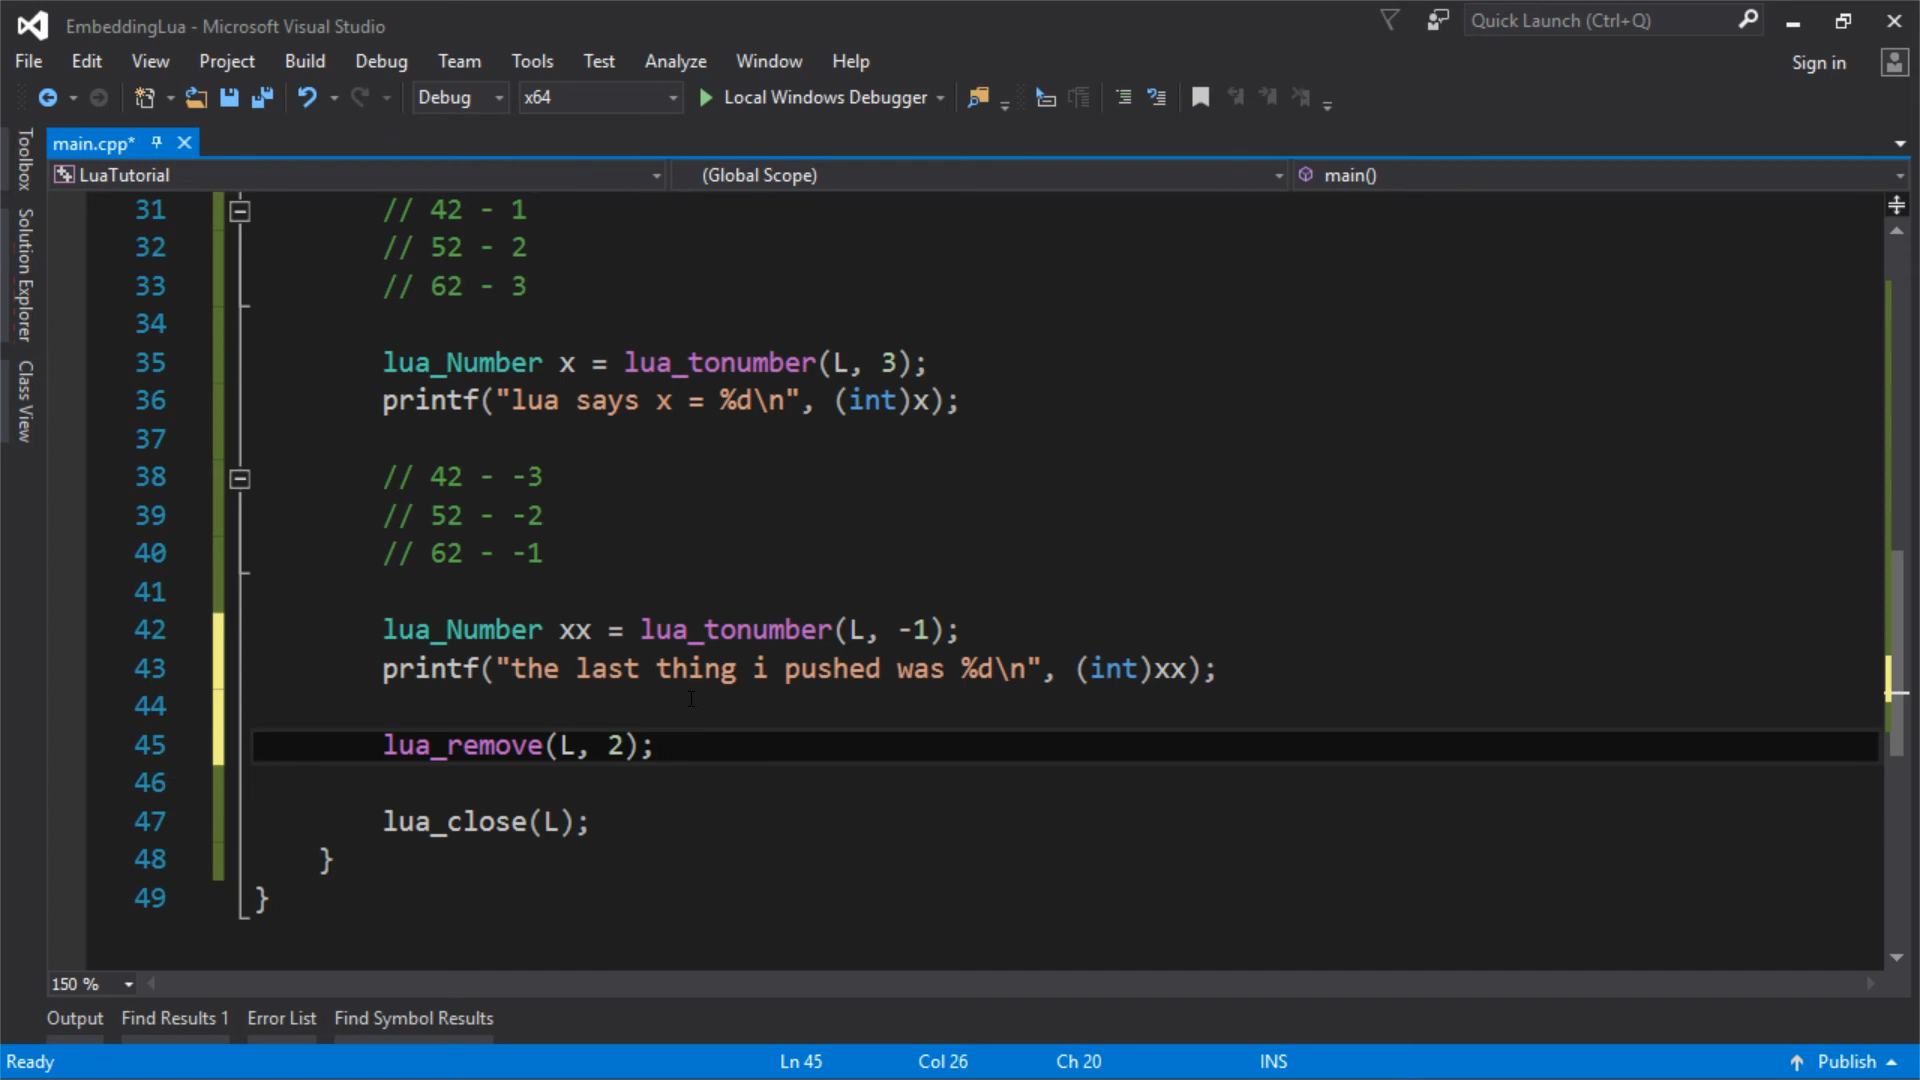 EmbeddingLua - Microsoft Visual Studio
Quick Launch (Ctrl+Q)
File Edit View Project Build Debug Team Tools Test Analyze Window Help
Sign in
Debug x64 Local Windows Debugger
Toolbox
Solution Explorer
Class View
main.cpp*
LuaTutorial (Global Scope) main()
31 // 42 - 1
32 // 52 - 2
33 // 62 - 3
34
35 lua_Number x = lua_tonumber(L, 3);
36 printf("lua says x = %d\n", (int)x);
37
38 // 42 - -3
39 // 52 - -2
40 // 62 - -1
41
42 lua_Number xx = lua_tonumber(L, -1);
43 printf("the last thing i pushed was %d\n", (int)xx);
44
45 lua_remove(L, 2);
46
47 lua_close(L);
48 }
49 }
150 %
Output Find Results 1 Error List Find Symbol Results
Ready Ln 45 Col 26 Ch 20 INS Publish